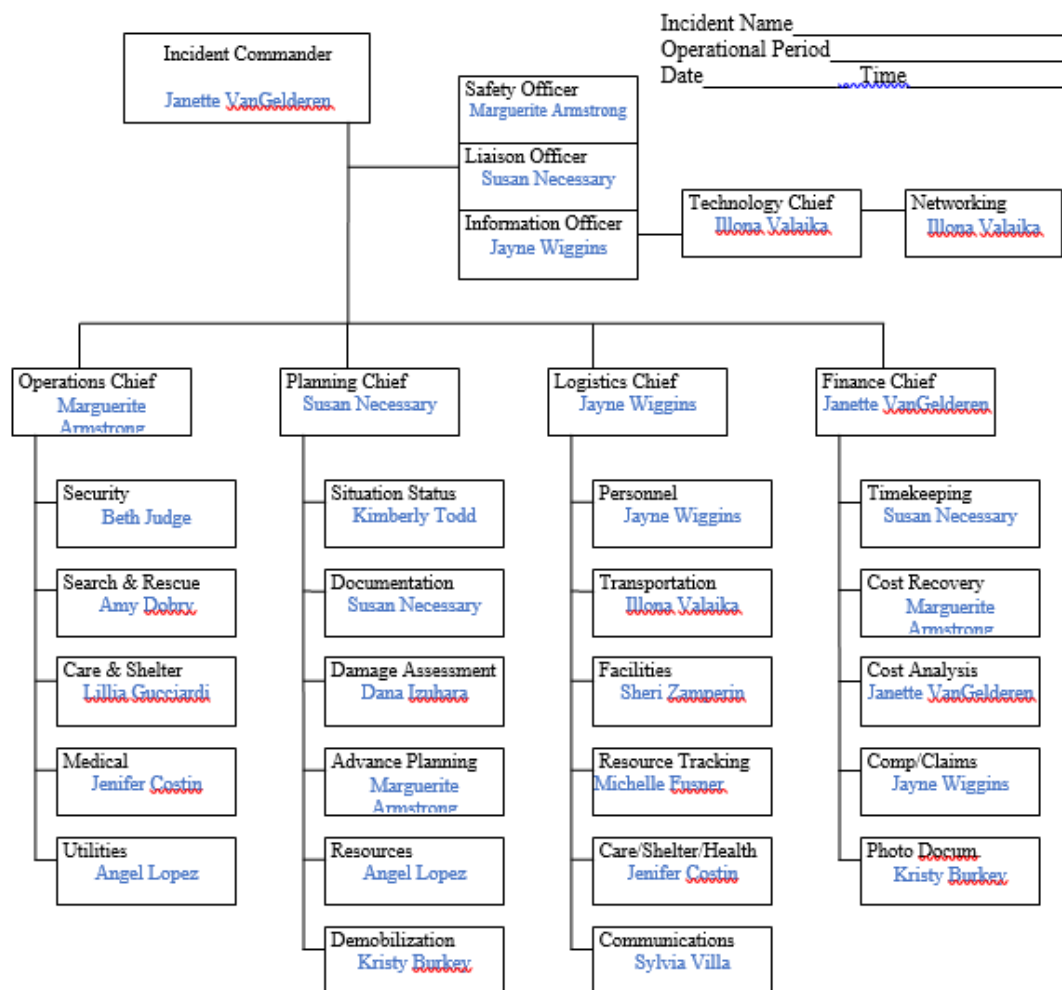 Incident Name
Operational Period
Date Time
Incident Commander
Janette VanGelderen
Safety Officer
Marguerite Armstrong
Liaison Officer
Susan Necessary
Information Officer
Jayne Wiggins
Technology Chief
Illona Valaika
Networking
Illona Valaika
Operations Chief
Marguerite
Armstrong
Security
Beth Judge
Search & Rescue
Amy Dobry
Care & Shelter
Lillia Gucciardi
Medical
Jenifer Costin
Utilities
Angel Lopez
Planning Chief
Susan Necessary
Situation Status
Kimberly Todd
Documentation
Susan Necessary
Damage Assessment
Dana Izuhara
Advance Planning
Marguerite
Armstrong
Resources
Angel Lopez
Demobilization
Kristy Burkey
Logistics Chief
Jayne Wiggins
Personnel
Jayne Wiggins
Transportation
Illona Valaika
Facilities
Sheri Zamperin
Resource Tracking
Michelle Fusner
Care/Shelter/Health
Jenifer Costin
Communications
Sylvia Villa
Finance Chief
Janette VanGelderen
Timekeeping
Susan Necessary
Cost Recovery
Marguerite
Armstrong
Cost Analysis
Janette VanGelderen
Comp/Claims
Jayne Wiggins
Photo Docum
Kristy Burkey